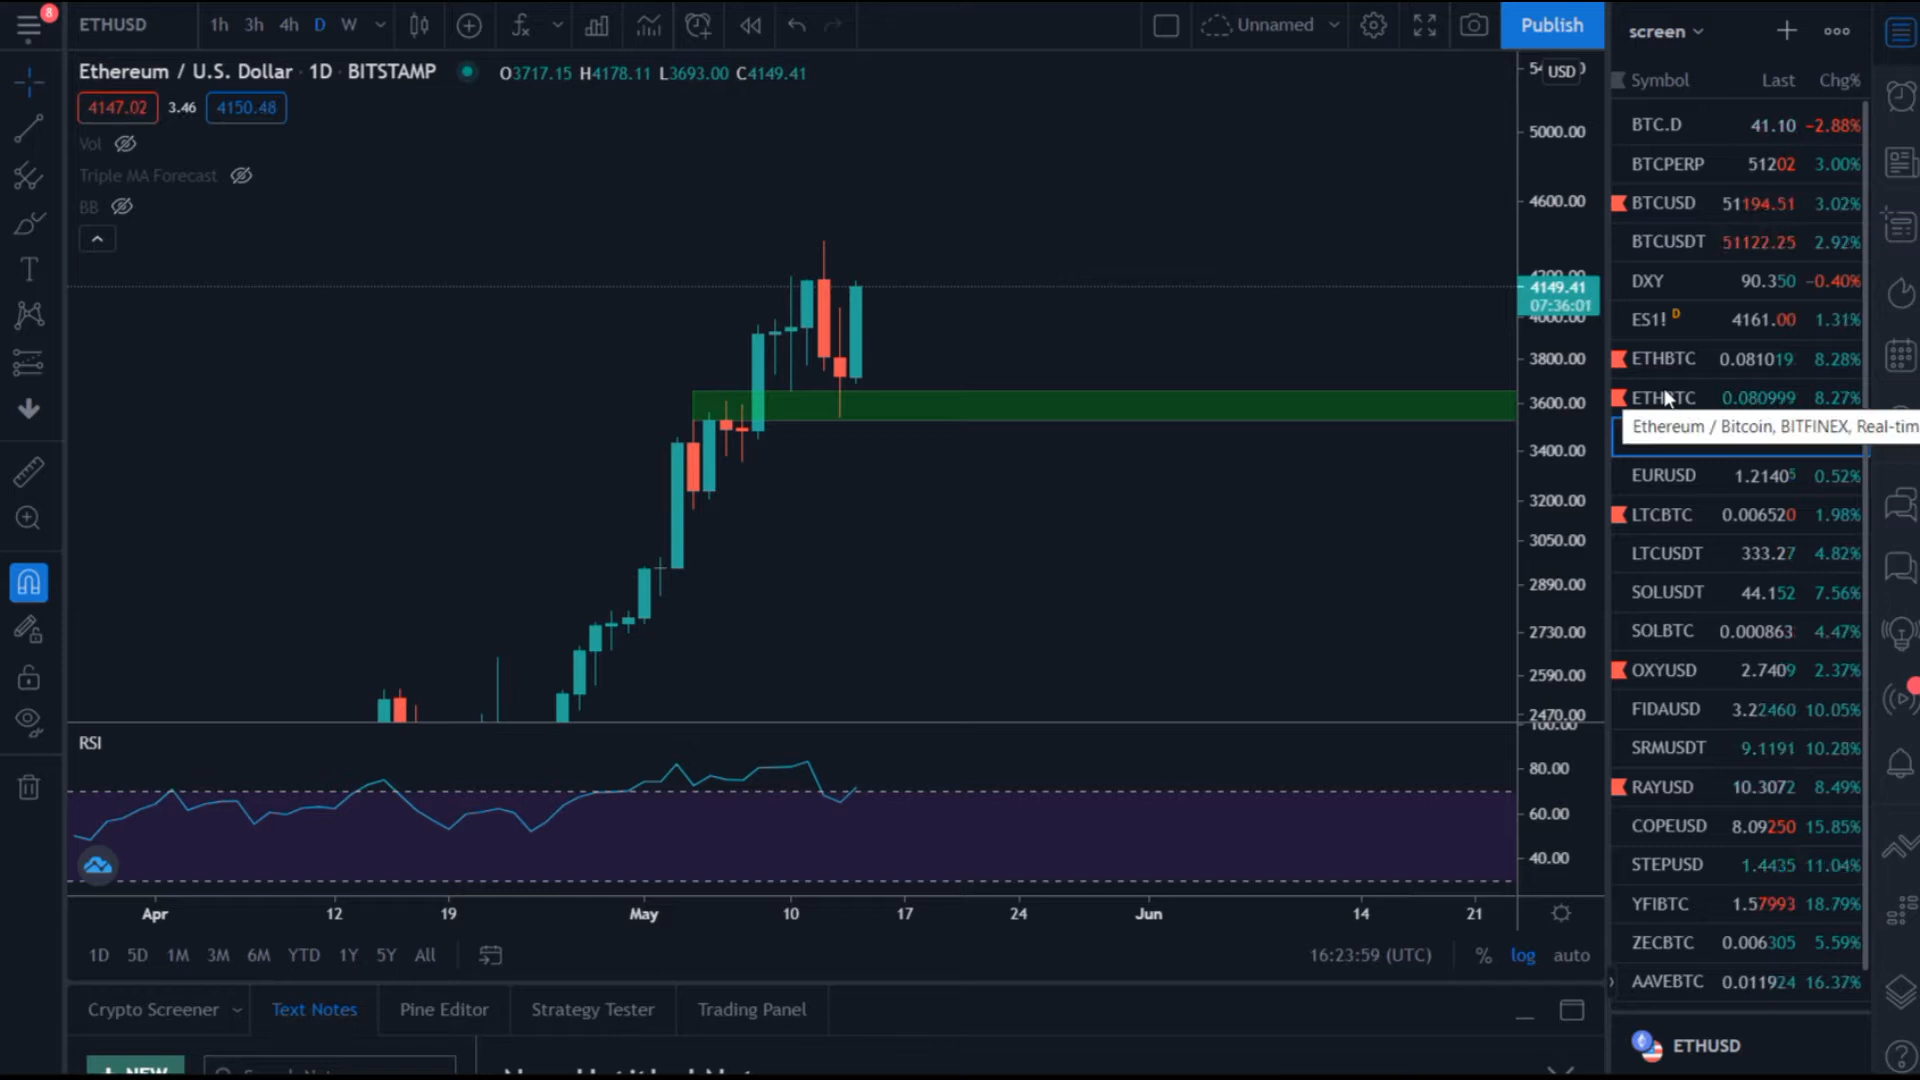 8
ETHUSD 1h 3h 4h D W Unnamed Publish
Ethereum / U.S. Dollar · 1D · BITSTAMP O3717.15 H4178.11 L3693.00 C4149.41
4147.02 3.46 4150.48
Vol
Triple MA Forecast
BB
USD
5000.00
4600.00
4149.41
07:36:01
4000.00
3800.00
3600.00
3400.00
3200.00
3050.00
2890.00
2730.00
2590.00
2470.00
RSI
100.00
80.00
60.00
40.00
Apr 12 19 May 10 17 24 Jun 14 21
1D 5D 1M 3M 6M YTD 1Y 5Y All 16:23:59 (UTC) % log auto
Crypto Screener Text Notes Pine Editor Strategy Tester Trading Panel
screen
Symbol Last Chg%
BTC.D 41.10 −2.88%
BTCPERP 51202 3.00%
BTCUSD 51194.51 3.02%
BTCUSDT 51122.25 2.92%
DXY 90.350 −0.40%
ES1! D 4161.00 1.31%
ETHBTC 0.081019 8.28%
ETHBTC 0.080999 8.27%
Ethereum / Bitcoin, BITFINEX, Real-tim
EURUSD 1.21405 0.52%
LTCBTC 0.006520 1.98%
LTCUSDT 333.27 4.82%
SOLUSDT 44.152 7.56%
SOLBTC 0.000863 4.47%
OXYUSD 2.7409 2.37%
FIDAUSD 3.22460 10.05%
SRMUSDT 9.1191 10.28%
RAYUSD 10.3072 8.49%
COPEUSD 8.09250 15.85%
STEPUSD 1.4435 11.04%
YFIBTC 1.57993 18.79%
ZECBTC 0.006305 5.59%
AAVEBTC 0.011924 16.37%
ETHUSD